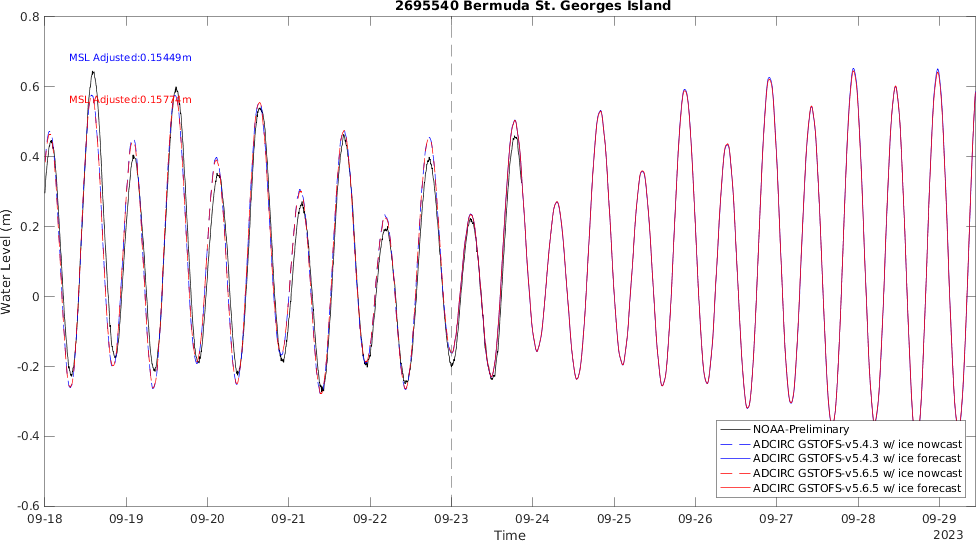 2695540 Bermuda St. Georges Island
MSL Adjusted:0.15449m
MSL Adjusted:0.15774m
Water Level (m)
0.8
0.6
0.4
0.2
0
-0.2
-0.4
-0.6
NOAA-Preliminary
ADCIRC GSTOFS-v5.4.3 w/ ice nowcast
ADCIRC GSTOFS-v5.4.3 w/ ice forecast
ADCIRC GSTOFS-v5.6.5 w/ ice nowcast
ADCIRC GSTOFS-v5.6.5 w/ ice forecast
09-18 09-19 09-20 09-21 09-22 09-23 09-24 09-25 09-26 09-27 09-28 09-29
Time
2023